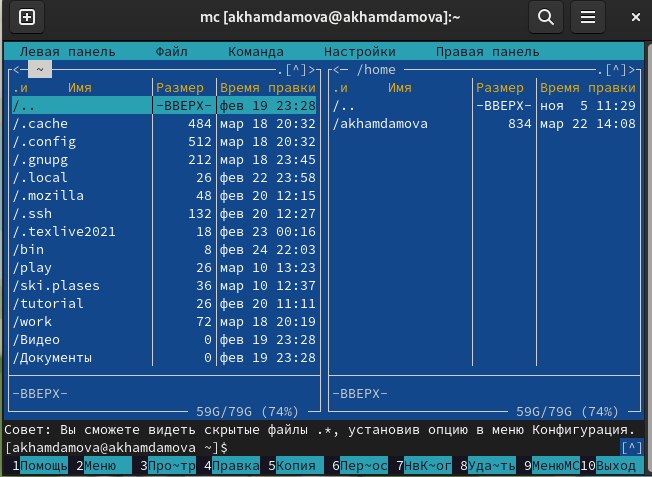 mc [akhamdamova@akhamdamova]:~
Левая панель Файл Команда Настройки Правая панель
<─ ~ .[^]> <─ /home .[^]>
.и Имя Размер Время правки .и Имя Размер Время правки
/.. -ВВЕРХ- фев 19 23:28 /.. -ВВЕРХ- ноя 5 11:29
/.cache 484 мар 18 20:32 /akhamdamova 834 мар 22 14:08
/.config 512 мар 18 20:32
/.gnupg 212 мар 18 23:45
/.local 26 фев 22 23:58
/.mozilla 48 фев 20 12:15
/.ssh 132 фев 20 12:27
/.texlive2021 18 фев 23 00:16
/bin 8 фев 24 22:03
/play 26 мар 10 13:23
/ski.plases 36 мар 10 12:37
/tutorial 26 фев 20 11:11
/work 72 мар 18 20:19
/Видео 0 фев 19 23:28
/Документы 0 фев 19 23:28
-ВВЕРХ- -ВВЕРХ-
59G/79G (74%) 59G/79G (74%)
Совет: Вы сможете видеть скрытые файлы .*, установив опцию в меню Конфигурация.
[akhamdamova@akhamdamova ~]$ [^]
1Помощь 2Меню 3Про~тр 4Правка 5Копия 6Пер~ос 7НвК~ог 8Уда~ть 9МенюMC 10Выход